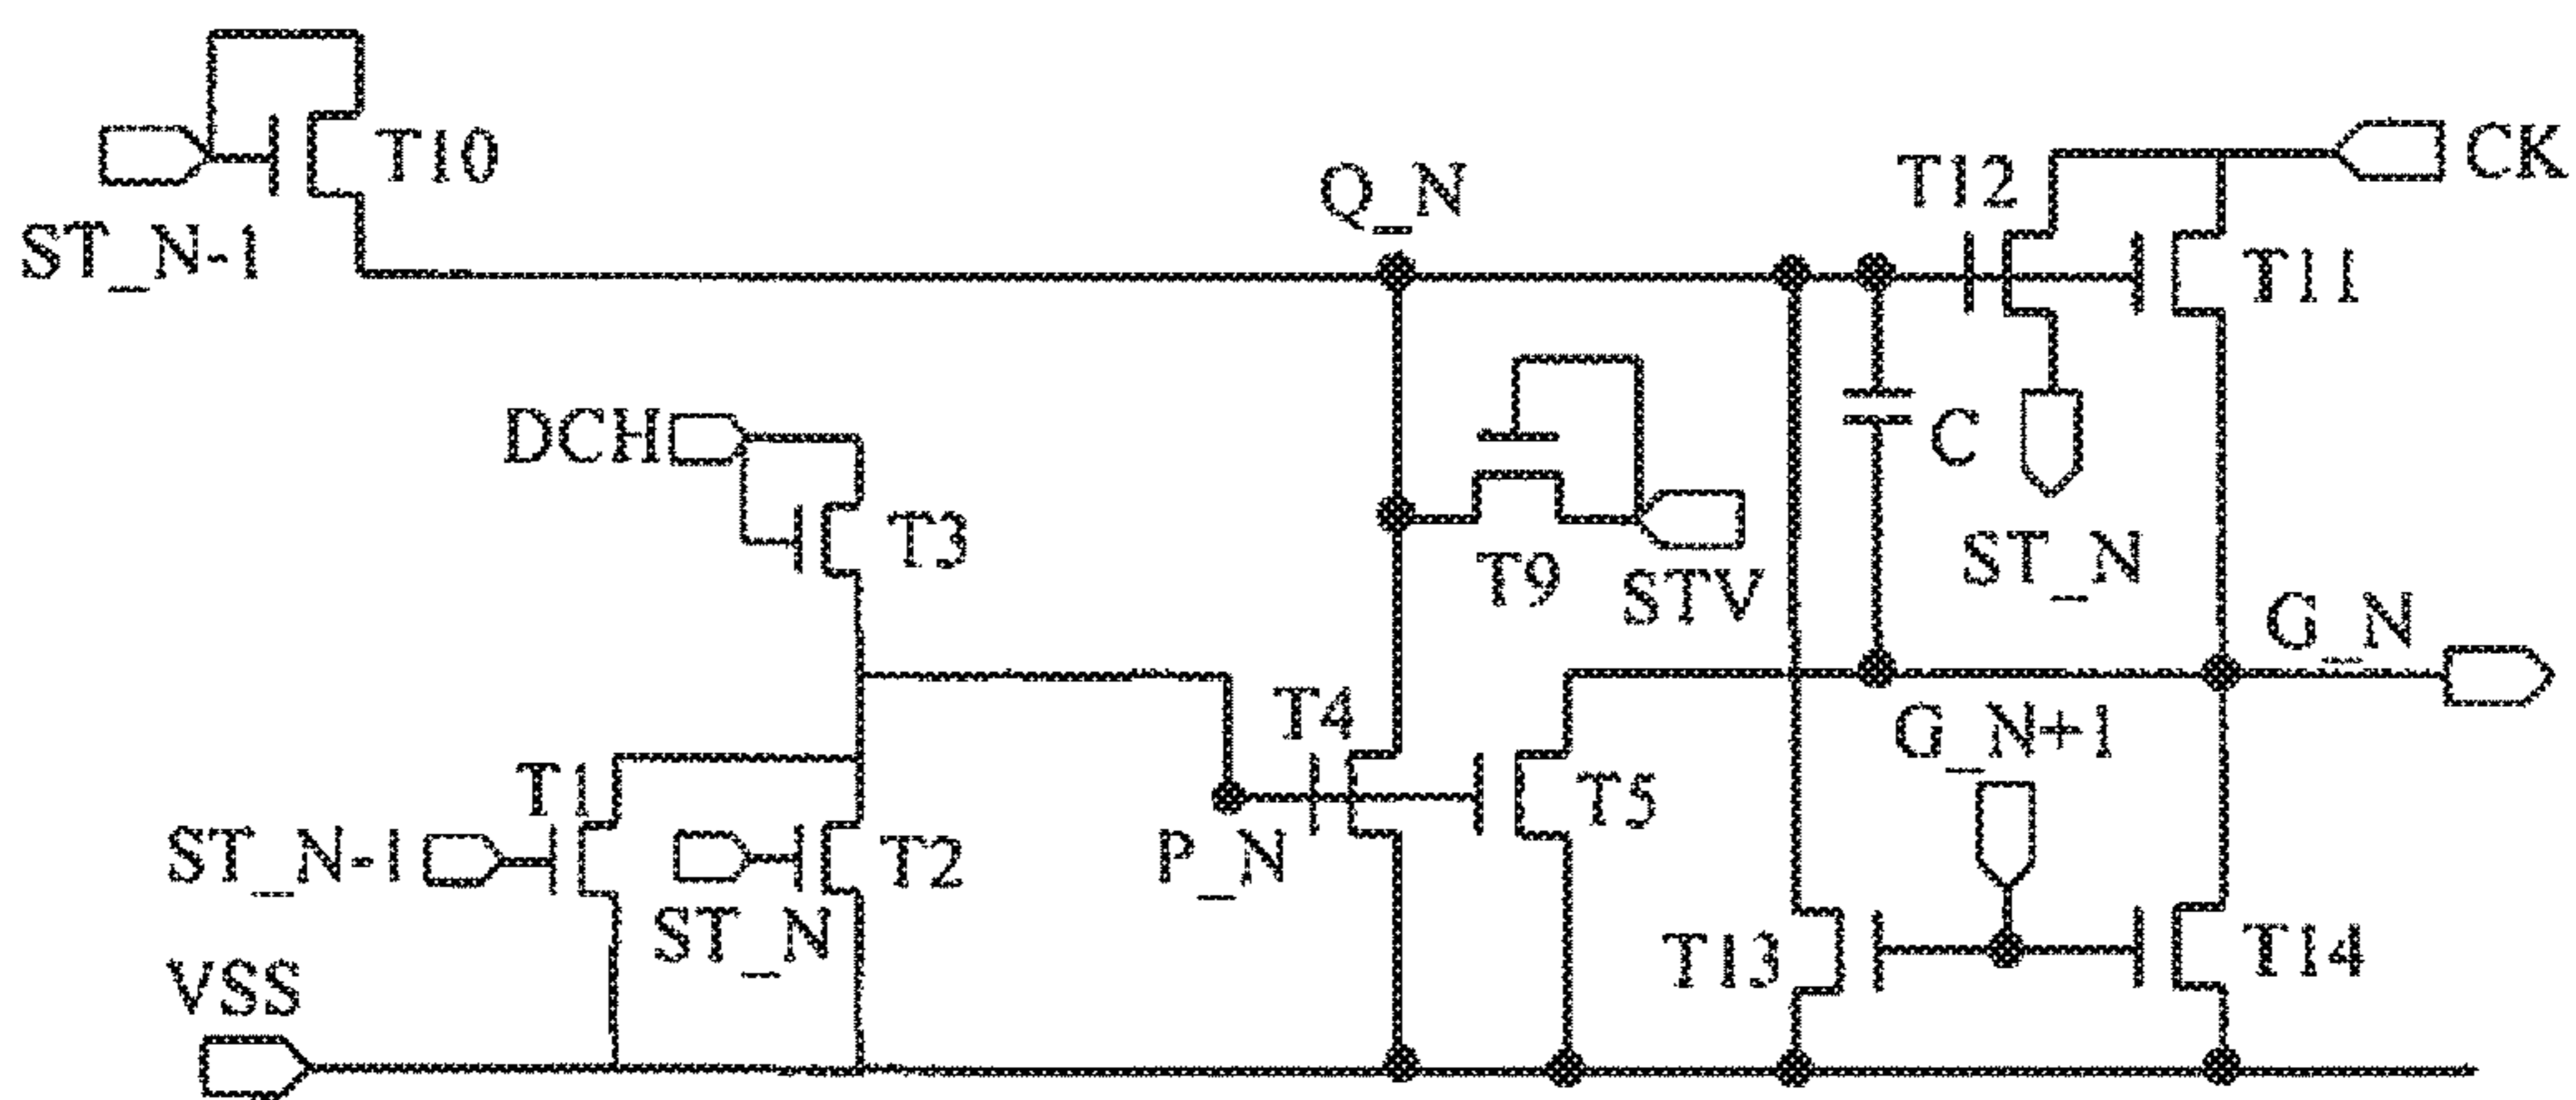 T10
CK
T12
Q_N
ST_N-1
T11
DCH
C
T3
ST_N
T9
STV
G_N
T4
G_N+1
T1
T5
ST_N-1
T2
P_N
ST_N
T13
T14
VSS